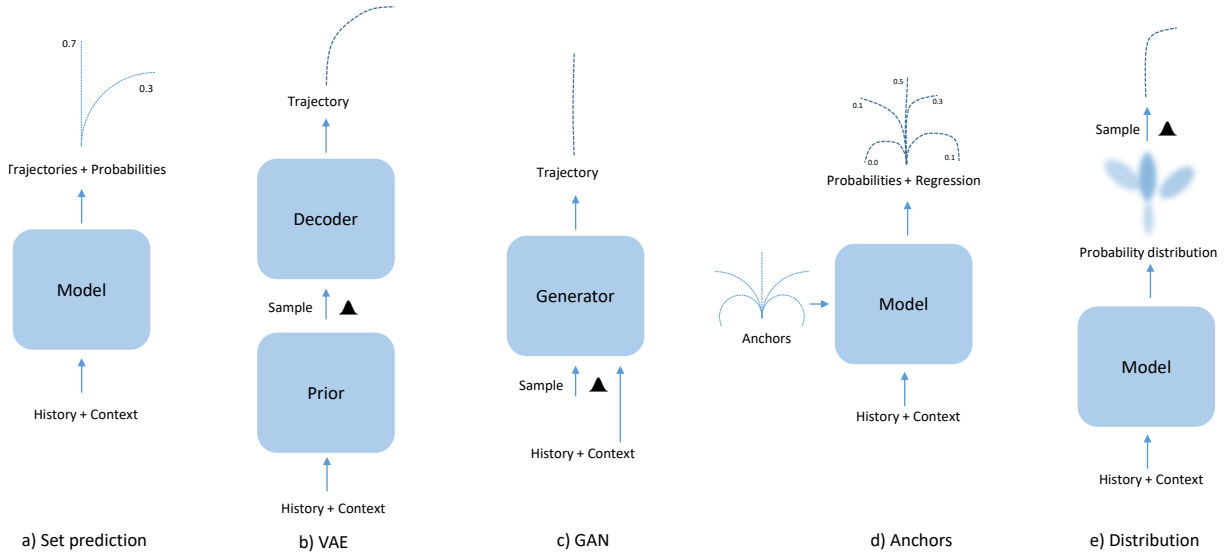 0.7
0.3
Trajectories + Probabilities
Model
History + Context
a) Set prediction
Trajectory
Decoder
Sample
Prior
History + Context
b) VAE
Trajectory
Generator
Sample
History + Context
c) GAN
0.5
0.1
0.3
0.0
0.1
Probabilities + Regression
Model
Anchors
History + Context
d) Anchors
Sample
Probability distribution
Model
History + Context
e) Distribution